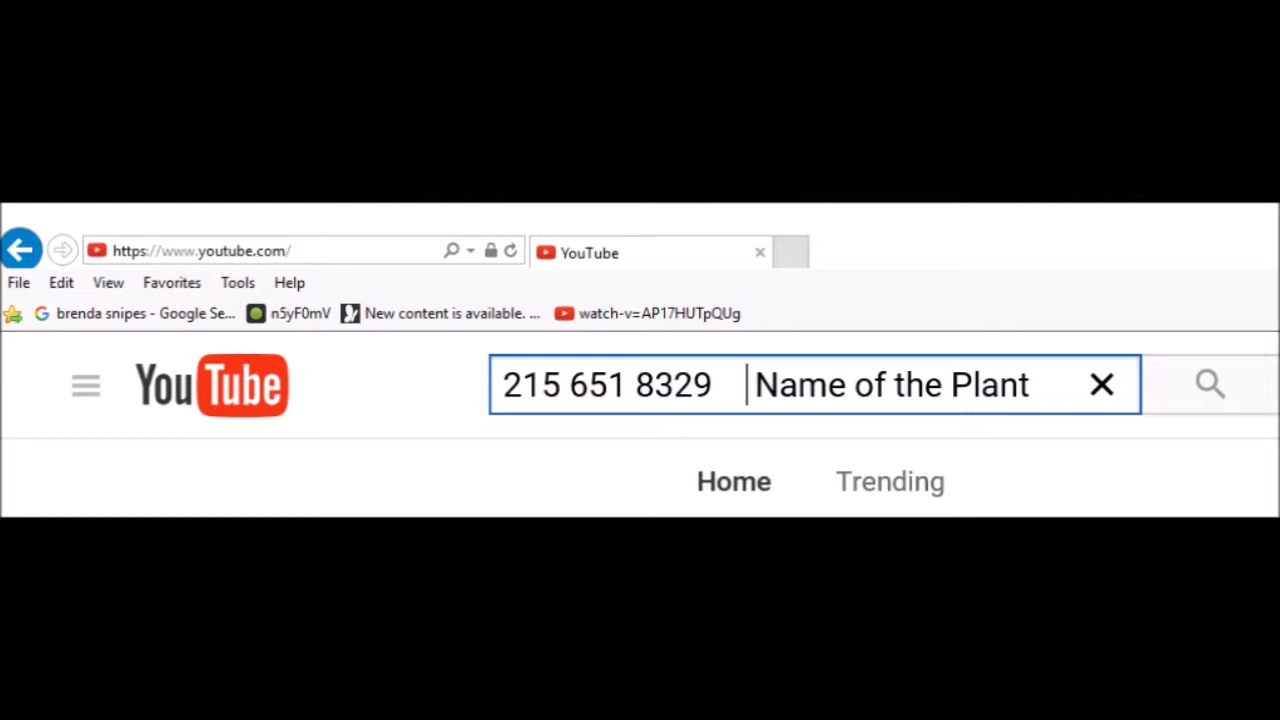 https://www.youtube.com/
YouTube
File Edit View Favorites Tools Help
brenda snipes - Google Se... n5yF0mV New content is available. ... watch-v=AP17HUTpQUg
YouTube 215 651 8329 Name of the Plant
Home Trending